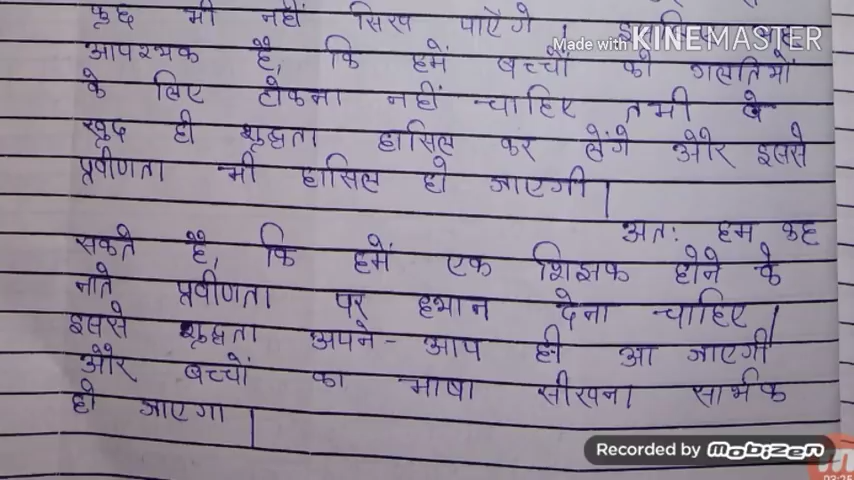 कुछ भी नहीं सिख पाएंगे। इसलिए यह
आवश्यक है, कि हमें बच्चों को गलतियों
के लिए टोकना नहीं चाहिए तभी वे
खुद ही शुद्धता हासिल कर लेंगे और इससे
प्रवीणता भी हासिल हो जाएगी।
अतः हम कह
सकते है, कि हमें एक शिक्षक होने के
नाते प्रवीणता पर ध्यान देना चाहिए।
इससे शुद्धता अपने-आप ही आ जाएगी
और बच्चों का भाषा सीखना सार्थक
हो जाएगा।
Made with KINEMASTER
Recorded by Mobizen